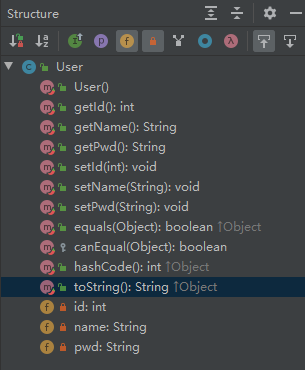 Structure
User
User()
getId(): int
getName(): String
getPwd(): String
setId(int): void
setName(String): void
setPwd(String): void
equals(Object): boolean ↑Object
canEqual(Object): boolean
hashCode(): int ↑Object
toString(): String ↑Object
id: int
name: String
pwd: String